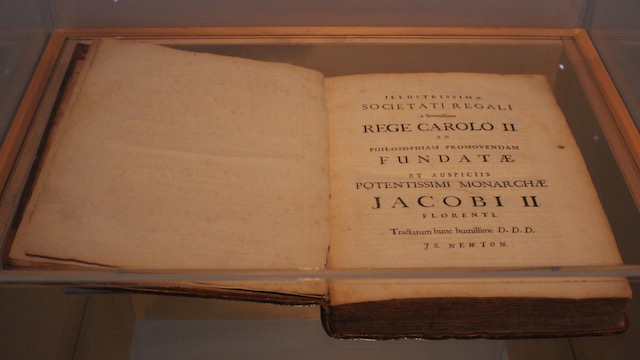 ILLUSTRISSIMÆ
SOCIETATI REGALI
a Serenissimo
REGE CAROLO II
AD
PHILOSOPHIAM PROMOVENDAM
FUNDATÆ
ET AUSPICIIS
POTENTISSIMI MONARCHÆ
JACOBI II
FLORENTI,
Tractatum hunc humillime D. D. D.
JS. NEWTON.